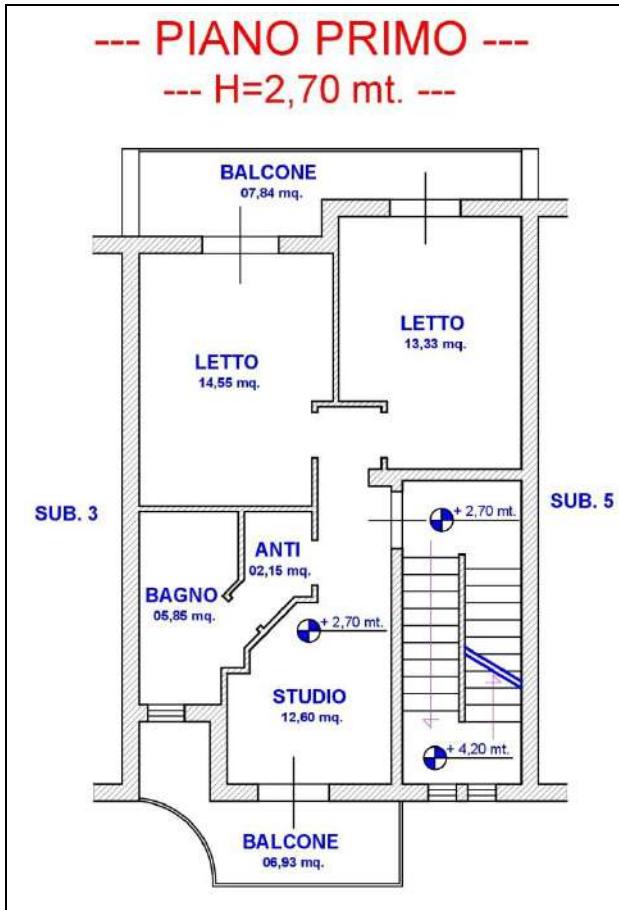 --- PIANO PRIMO ---
--- H=2,70 mt. ---
BALCONE
07,84 mq.
LETTO
13,33 mq.
LETTO
14,55 mq.
SUB. 3
SUB. 5
+ 2,70 mt.
ANTI
02,15 mq.
BAGNO
05,85 mq.
+ 2,70 mt.
STUDIO
12,60 mq.
+ 4,20 mt.
BALCONE
06,93 mq.